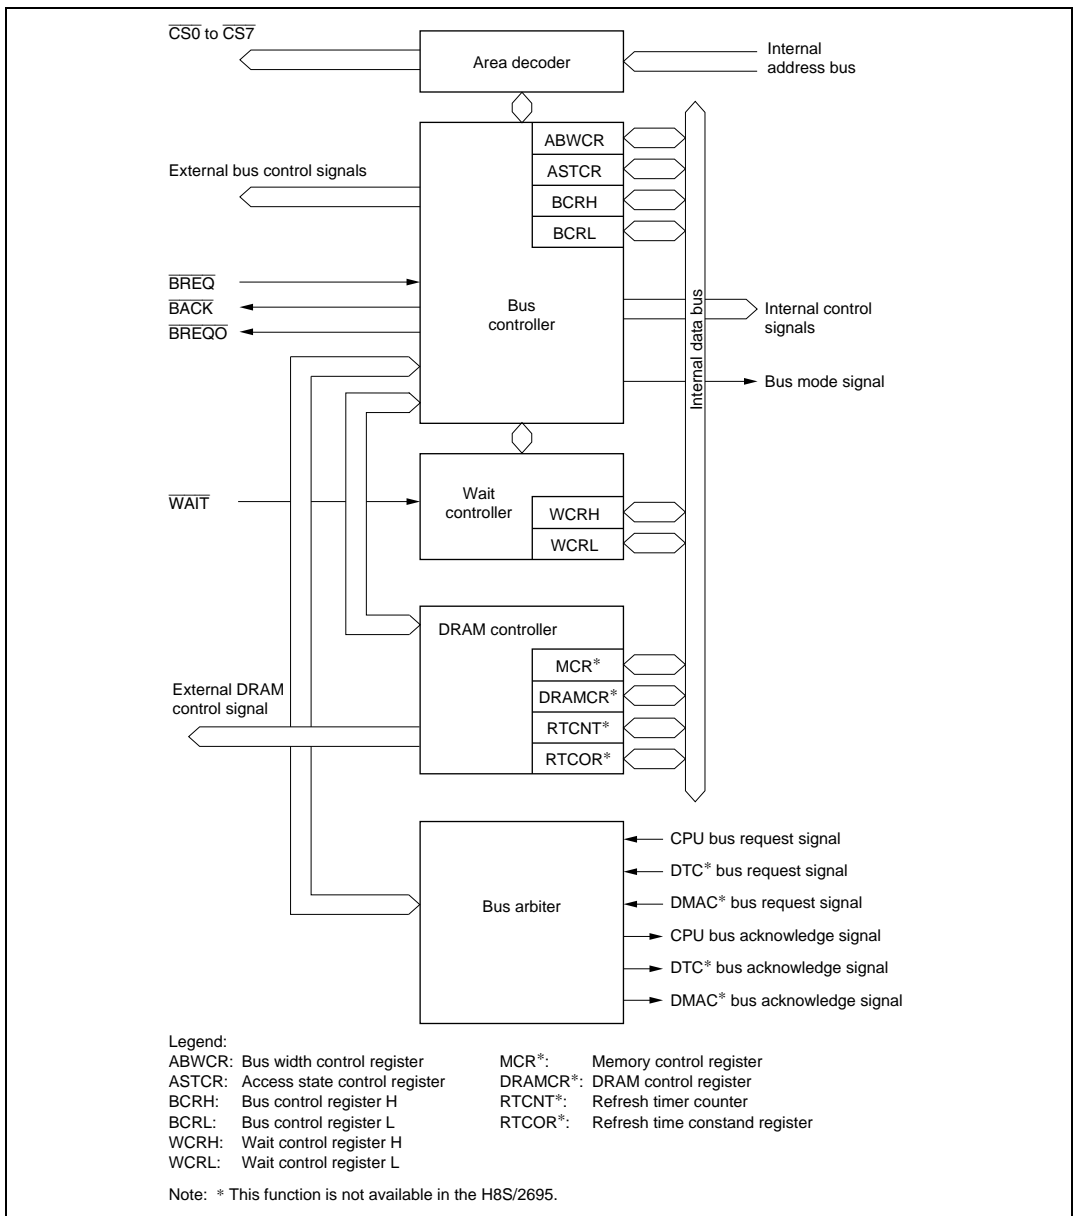 CS0 to CS7
Area decoder
Internal
address bus
ABWCR
ASTCR
BCRH
BCRL
External bus control signals
BREQ
BACK
BREQO
Bus
controller
Internal data bus
Internal control
signals
Bus mode signal
WAIT
Wait
controller
WCRH
WCRL
DRAM controller
MCR*
DRAMCR*
RTCNT*
RTCOR*
External DRAM
control signal
Bus arbiter
CPU bus request signal
DTC* bus request signal
DMAC* bus request signal
CPU bus acknowledge signal
DTC* bus acknowledge signal
DMAC* bus acknowledge signal
Legend:
ABWCR: Bus width control register
ASTCR: Access state control register
BCRH: Bus control register H
BCRL: Bus control register L
WCRH: Wait control register H
WCRL: Wait control register L
MCR*: Memory control register
DRAMCR*: DRAM control register
RTCNT*: Refresh timer counter
RTCOR*: Refresh time constand register
Note: * This function is not available in the H8S/2695.